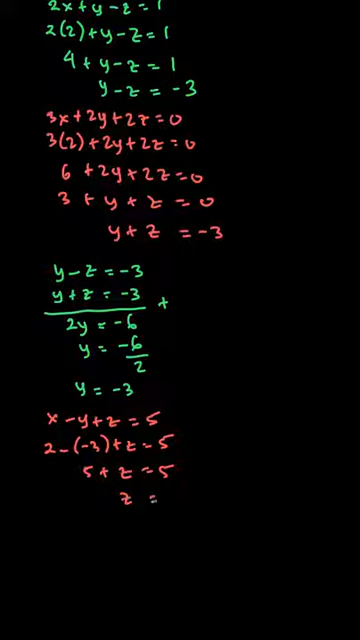 2x+y-z=1
2(2)+y-z=1
4+y-z=1
y-z=-3
3x+2y+2z=0
3(2)+2y+2z=0
6+2y+2z=0
3+y+z=0
y+z=-3
y-z=-3
y+z=-3 +
2y=-6
y=-6/2
y=-3
x-y+z=5
2-(-3)+z=5
5+z=5
z=